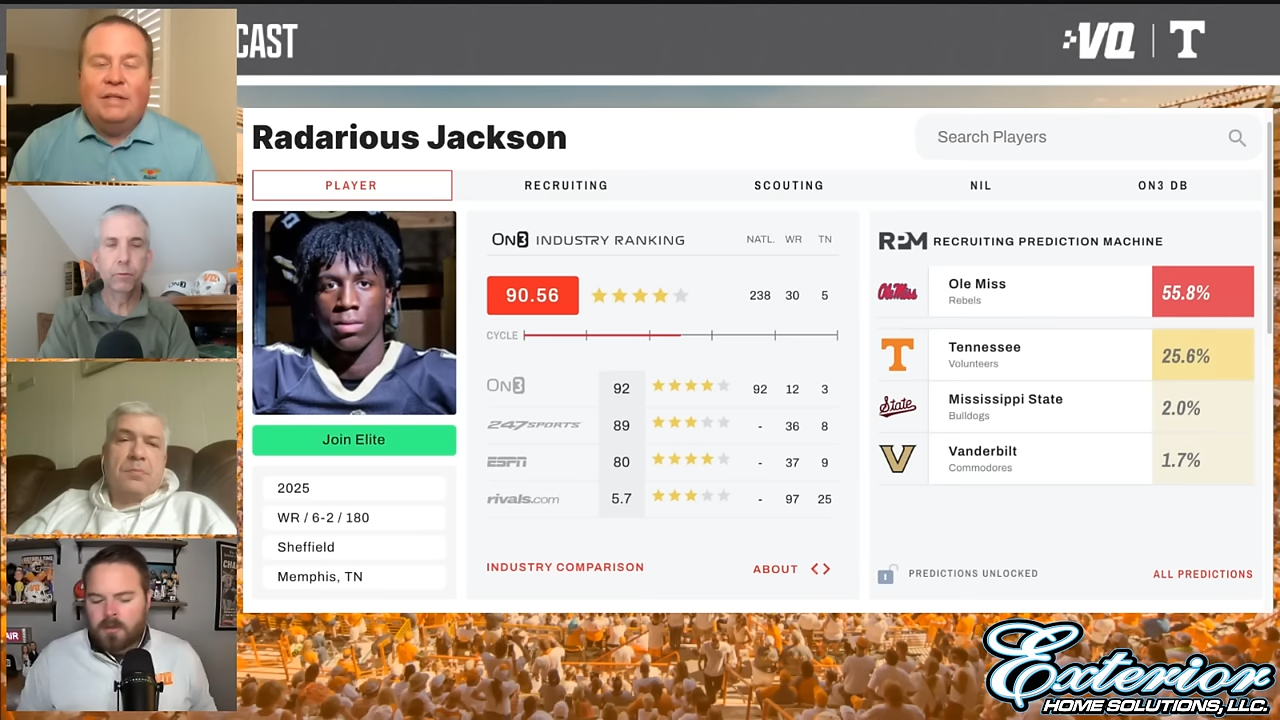 CAST
VQ | T
Radarious Jackson
Search Players
PLAYER
RECRUITING
SCOUTING
NIL
ON3 DB
ON3 INDUSTRY RANKING
NATL. WR TN
90.56
238 30 5
CYCLE
ON3 92 92 12 3
247SPORTS 89 - 36 8
ESPN 80 - 37 9
rivals.com 5.7 - 97 25
INDUSTRY COMPARISON
ABOUT
Join Elite
2025
WR / 6-2 / 180
Sheffield
Memphis, TN
RPM RECRUITING PREDICTION MACHINE
Ole Miss
Ole Miss
Rebels
55.8%
T
Tennessee
Volunteers
25.6%
State
Mississippi State
Bulldogs
2.0%
V
Vanderbilt
Commodores
1.7%
PREDICTIONS UNLOCKED
ALL PREDICTIONS
AIR
Exterior
HOME SOLUTIONS, LLC.